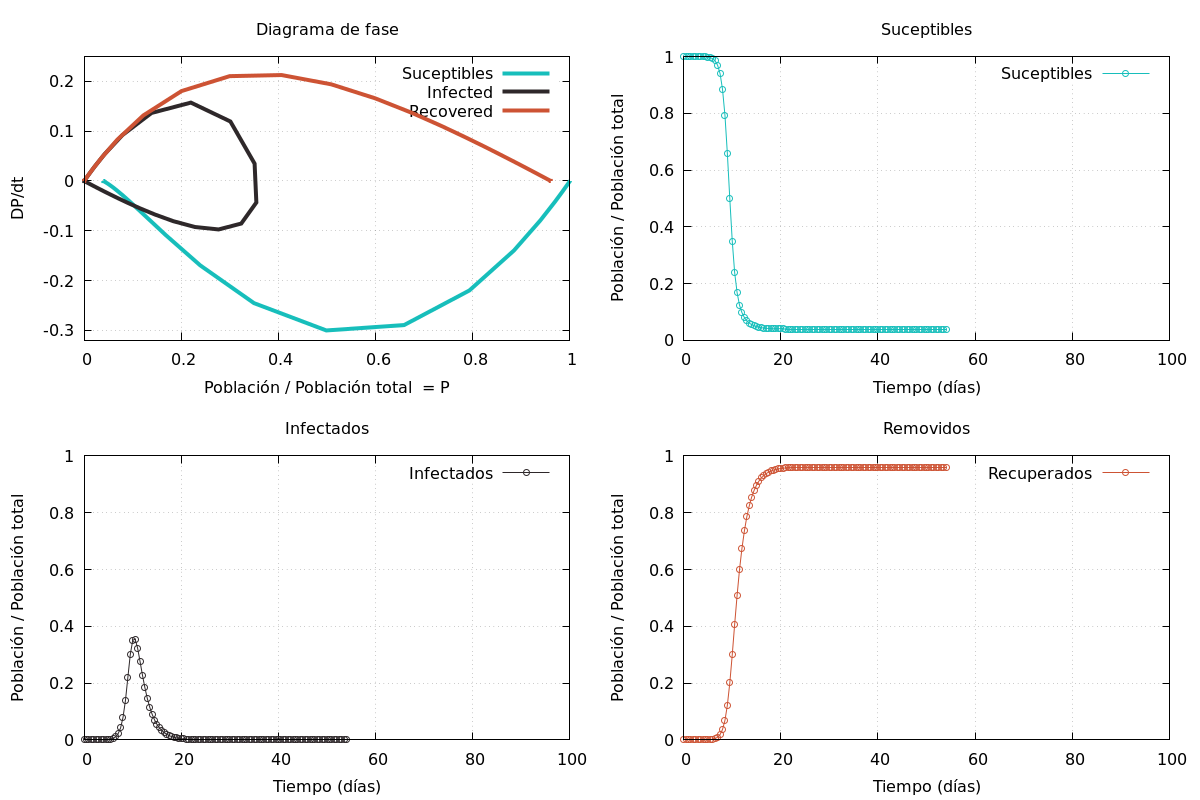 Diagrama de fase
DP/dt
0.2
0.1
0
-0.1
-0.2
-0.3
Suceptibles
Infected
Recovered
0 0.2 0.4 0.6 0.8 1
Población / Población total = P
Suceptibles
Población / Población total
1
0.8
0.6
0.4
0.2
0
Suceptibles
0 20 40 60 80 100
Tiempo (días)
Infectados
Población / Población total
1
0.8
0.6
0.4
0.2
0
Infectados
0 20 40 60 80 100
Tiempo (días)
Removidos
Población / Población total
1
0.8
0.6
0.4
0.2
0
Recuperados
0 20 40 60 80 100
Tiempo (días)